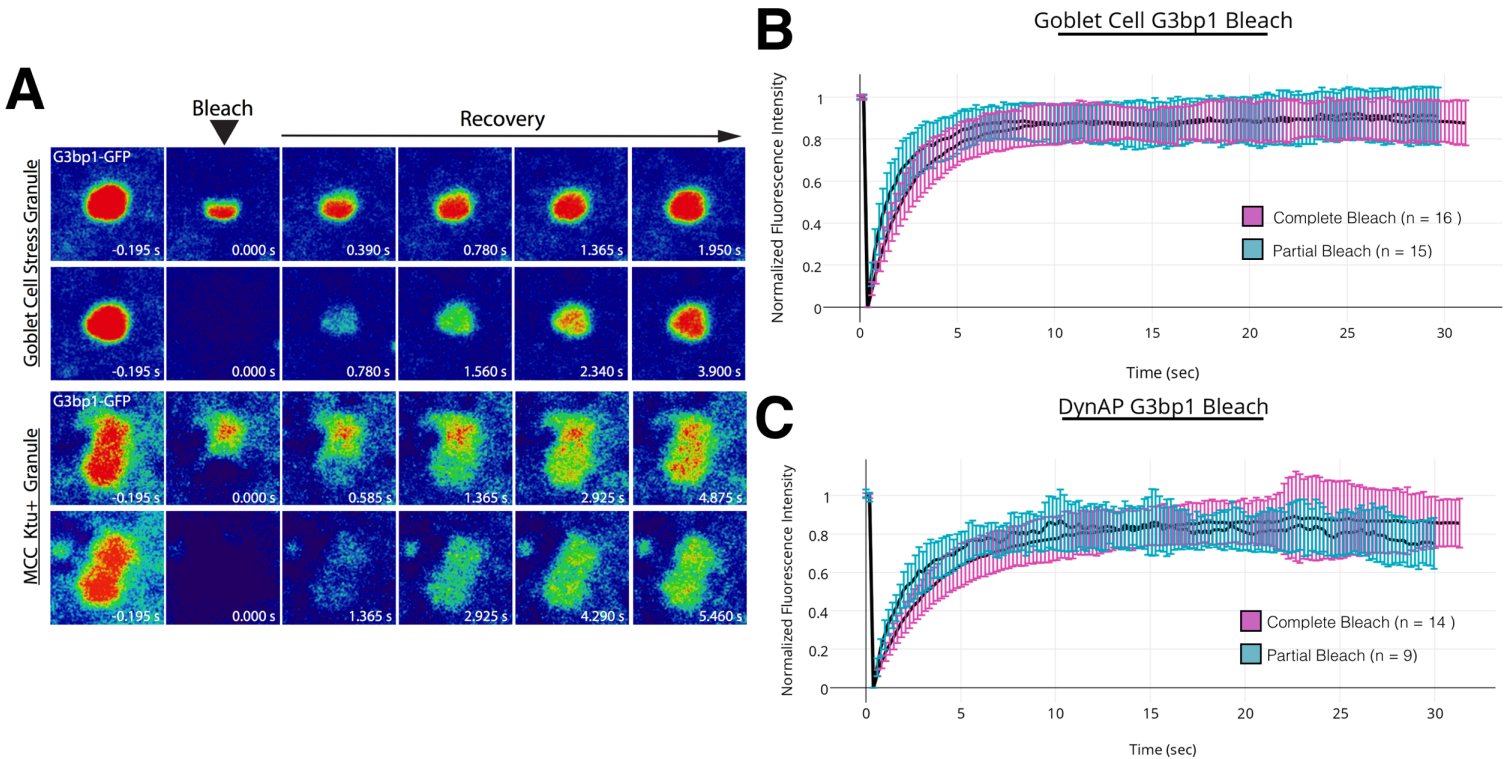 A
Bleach
Recovery
Goblet Cell Stress Granule
G3bp1-GFP
-0.195 s
0.000 s
0.390 s
0.780 s
1.365 s
1.950 s
-0.195 s
0.000 s
0.780 s
1.560 s
2.340 s
3.900 s
MCC Ktu+ Granule
G3bp1-GFP
-0.195 s
0.000 s
0.585 s
1.365 s
2.925 s
4.875 s
-0.195 s
0.000 s
1.365 s
2.925 s
4.290 s
5.460 s
B
Goblet Cell G3bp1 Bleach
Normalized Fluorescence Intensity
1
0.8
0.6
0.4
0.2
0
Complete Bleach (n = 16 )
Partial Bleach (n = 15)
0 5 10 15 20 25 30
Time (sec)
C
DynAP G3bp1 Bleach
Normalized Fluorescence Intensity
1
0.8
0.6
0.4
0.2
0
Complete Bleach (n = 14 )
Partial Bleach (n = 9)
0 5 10 15 20 25 30
Time (sec)